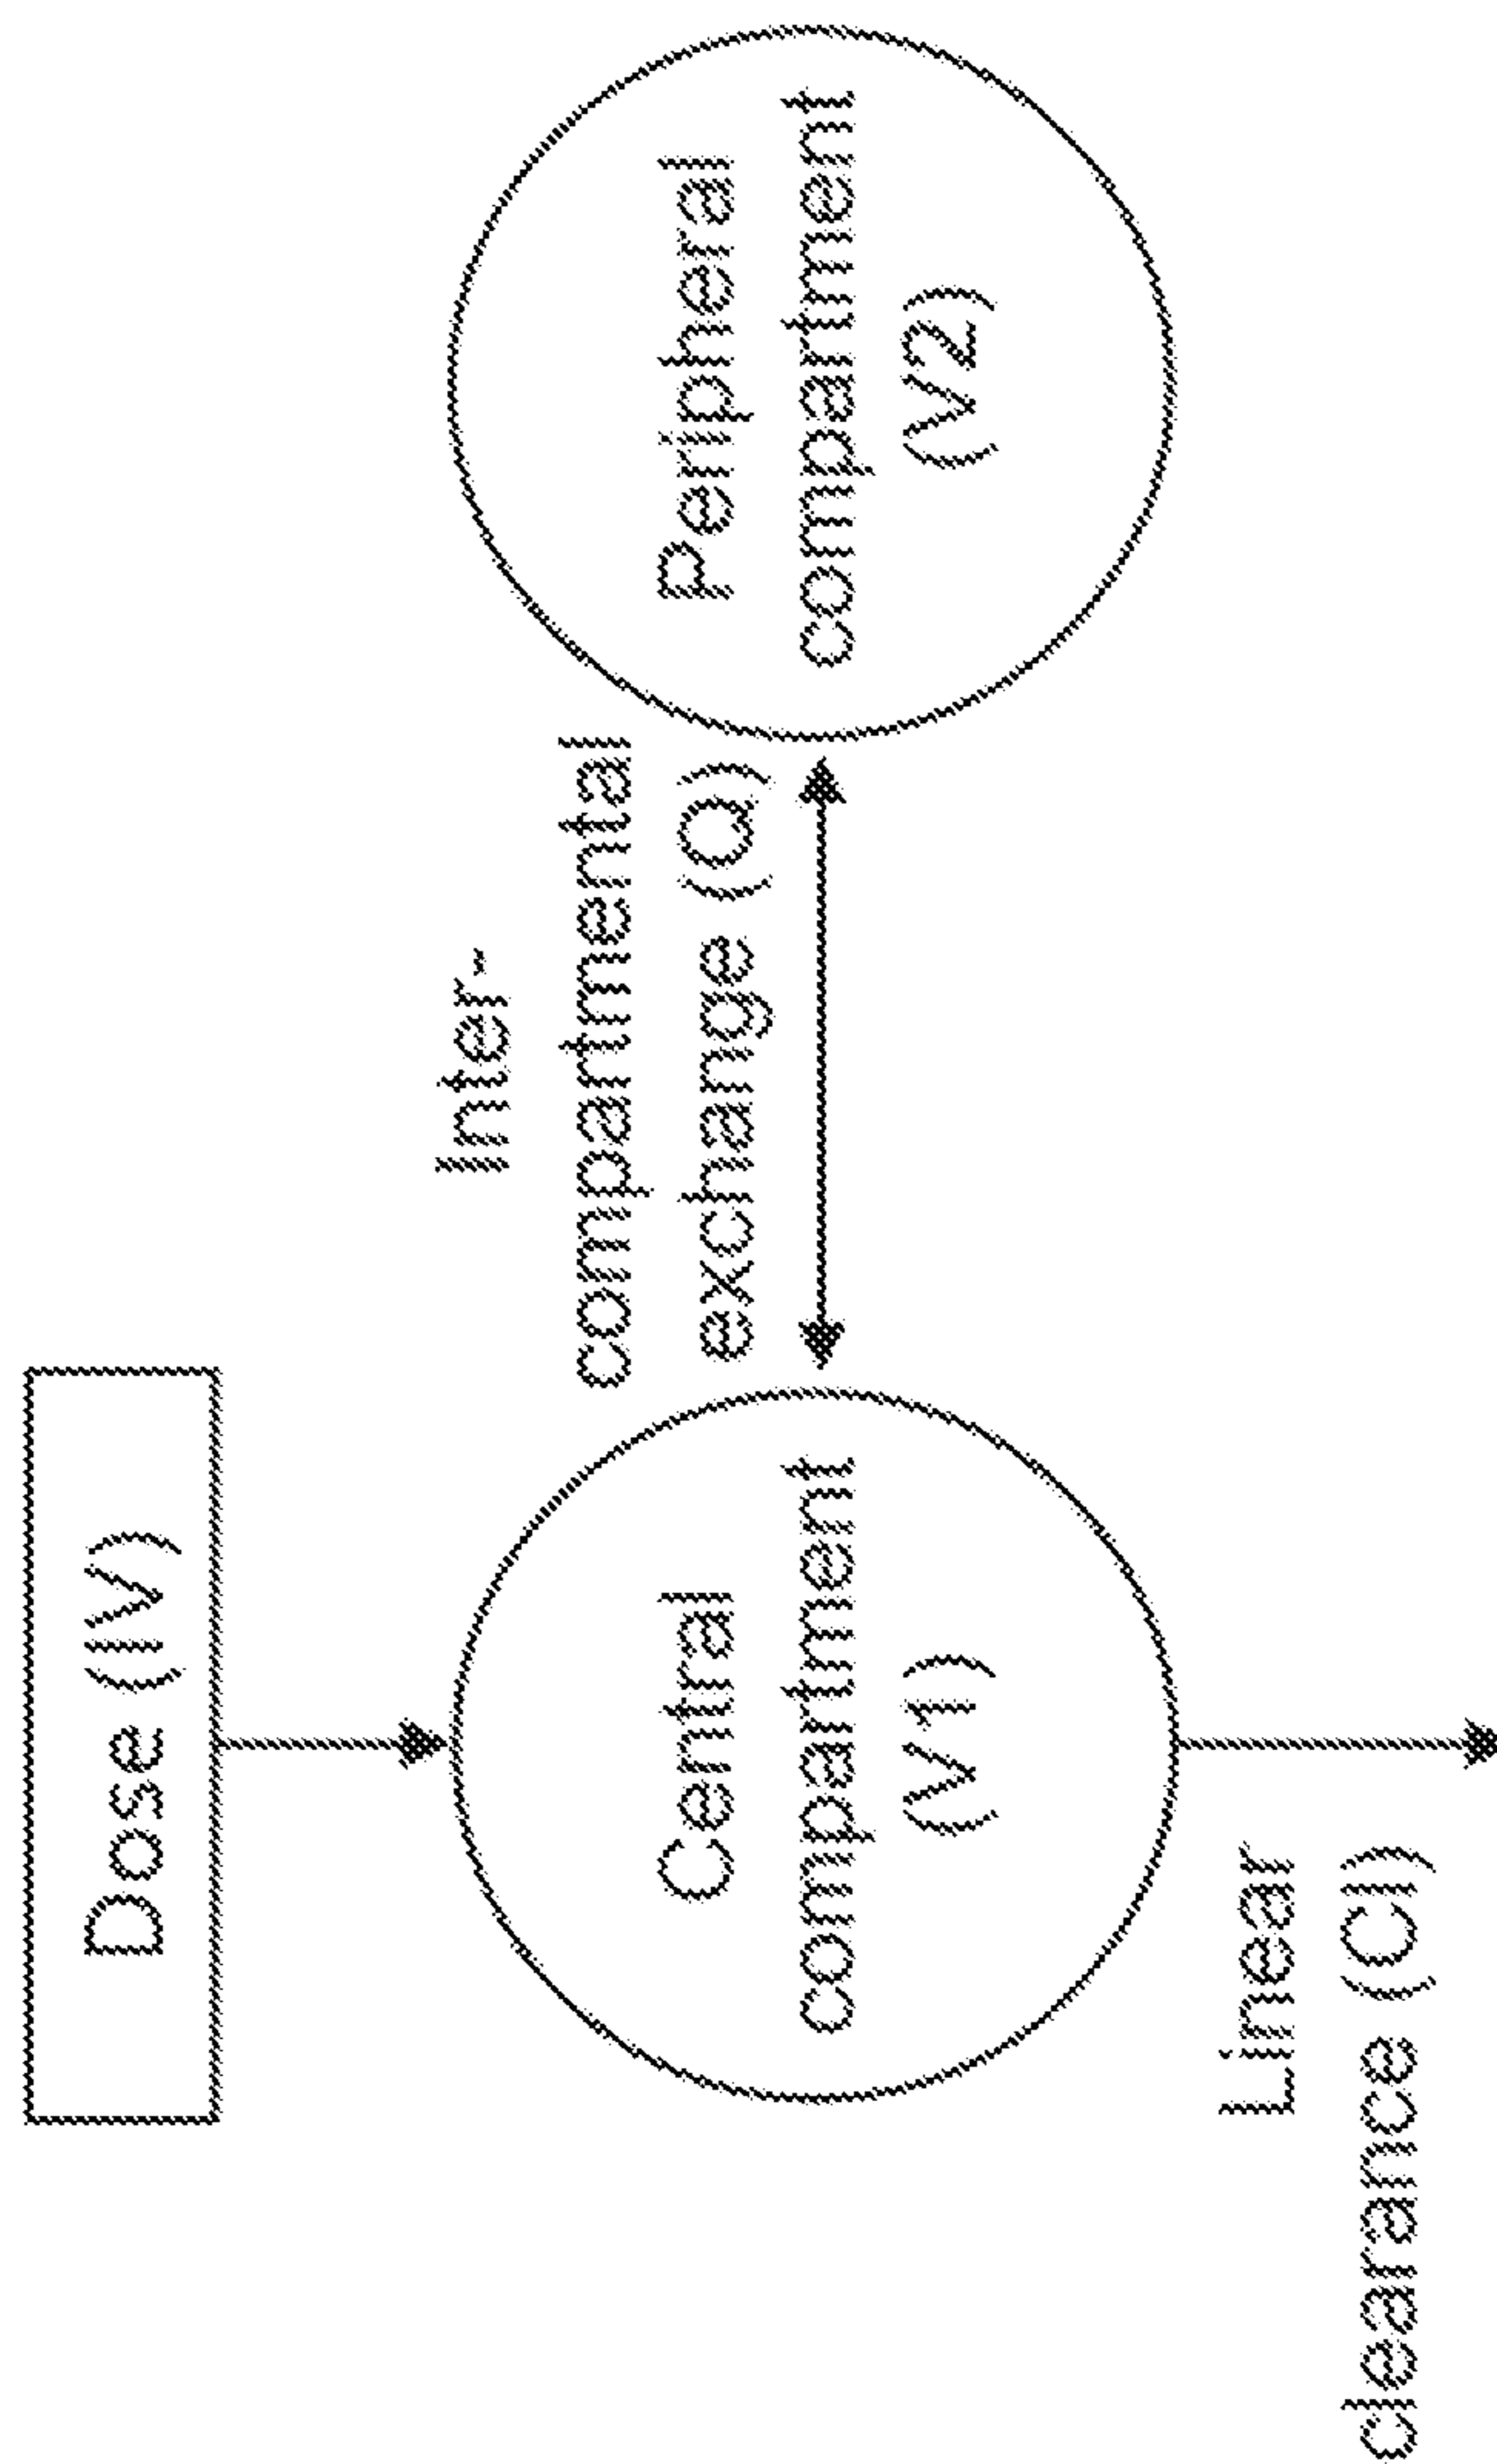 Dose (IV)
Central
compartment
(V1)
Inter-
compartmental
exchange (Q)
Peripheral
compartment
(V2)
Linear
clearance (Cl)